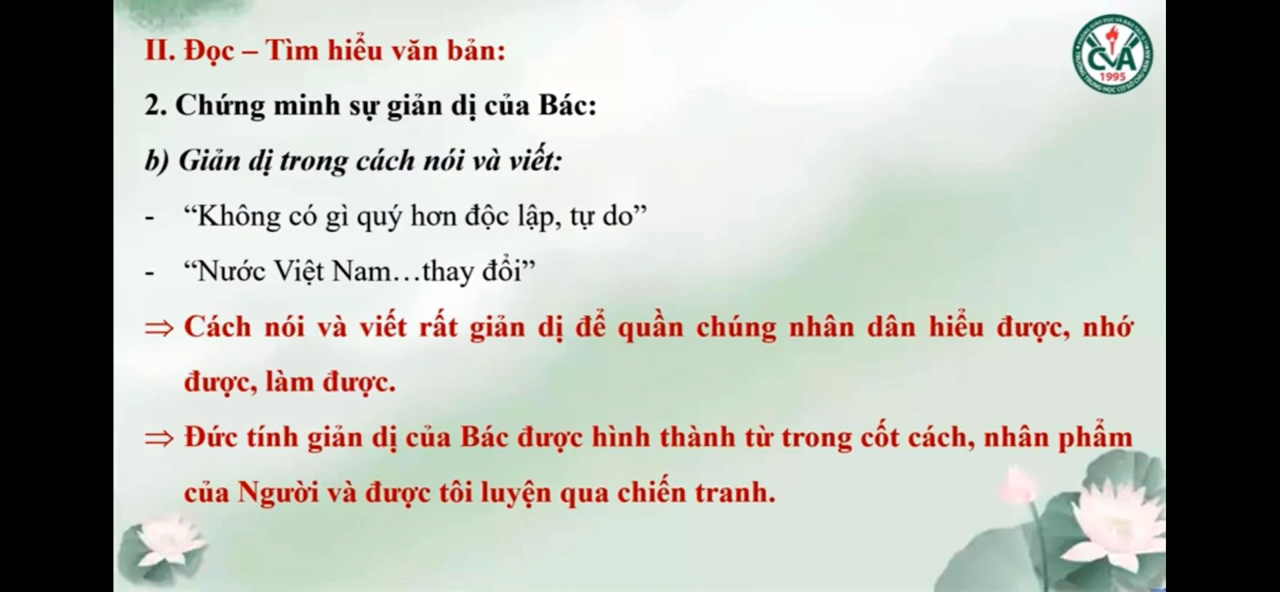 II. Đọc – Tìm hiểu văn bản:
2. Chứng minh sự giản dị của Bác:
b) Giản dị trong cách nói và viết:
- “Không có gì quý hơn độc lập, tự do”
- “Nước Việt Nam…thay đổi”
⇒ Cách nói và viết rất giản dị để quần chúng nhân dân hiểu được, nhớ
được, làm được.
⇒ Đức tính giản dị của Bác được hình thành từ trong cốt cách, nhân phẩm
của Người và được tôi luyện qua chiến tranh.
CVA
1995